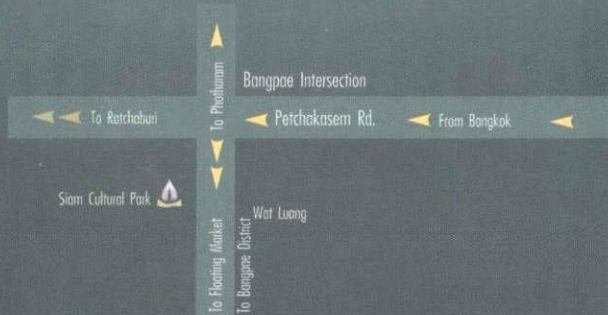 To Photharam
Bangpae Intersection
To Ratchaburi
Petchakasem Rd.
From Bangkok
Siam Cultural Park
Wat Luang
To Floating Market
To Bangpae District